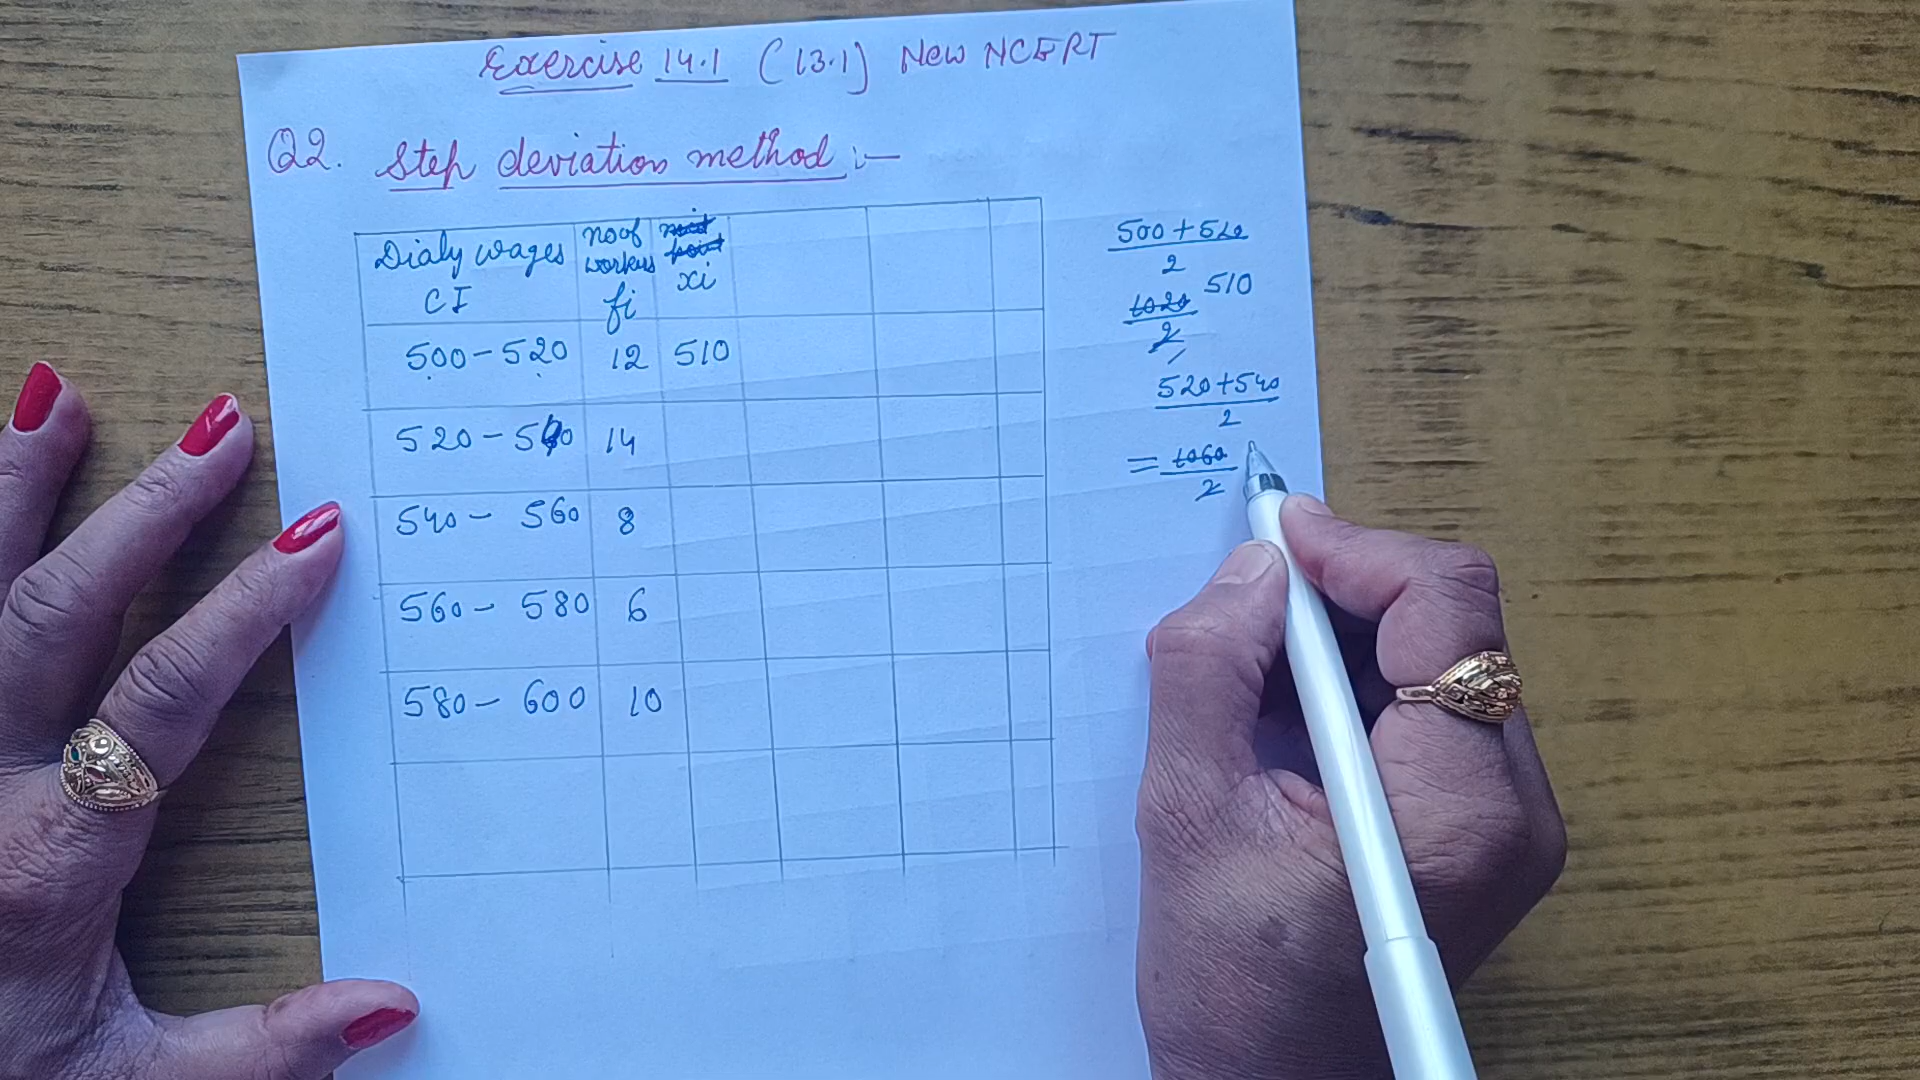 Exercise 14.1 (13.1) New NCERT
Q2. Step deviation method :-
Dialy wages CI
no of workers fi
mid point xi
500 - 520 12 510
520 - 540 14
540 - 560 8
560 - 580 6
580 - 600 10
500 + 520
2
1020 510
2
520 + 540
2
= 1060
2